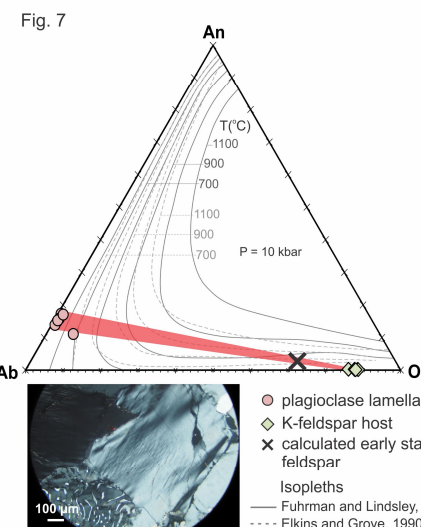 Fig. 7
An
T(°C)
1100
900
700
1100
900
700
P = 10 kbar
Ab
plagioclase lamella
K-feldspar host
calculated early sta
feldspar
Isopleths
Fuhrman and Lindsley,
Elkins and Grove, 1990
100 µm